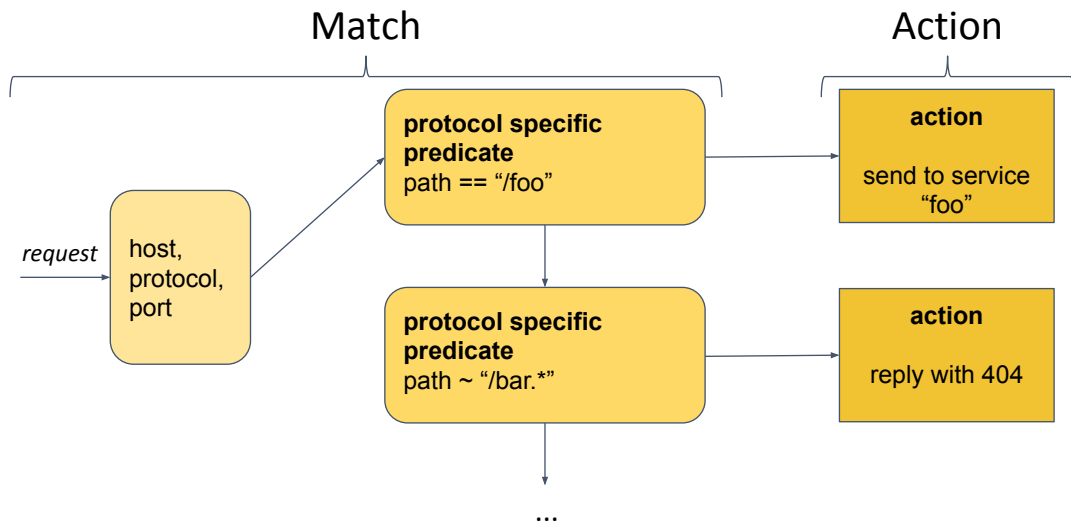 Match
Action
request
host,
protocol,
port
protocol specific
predicate
path == “/foo”
action
send to service
“foo”
protocol specific
predicate
path ~ “/bar.*”
action
reply with 404
...